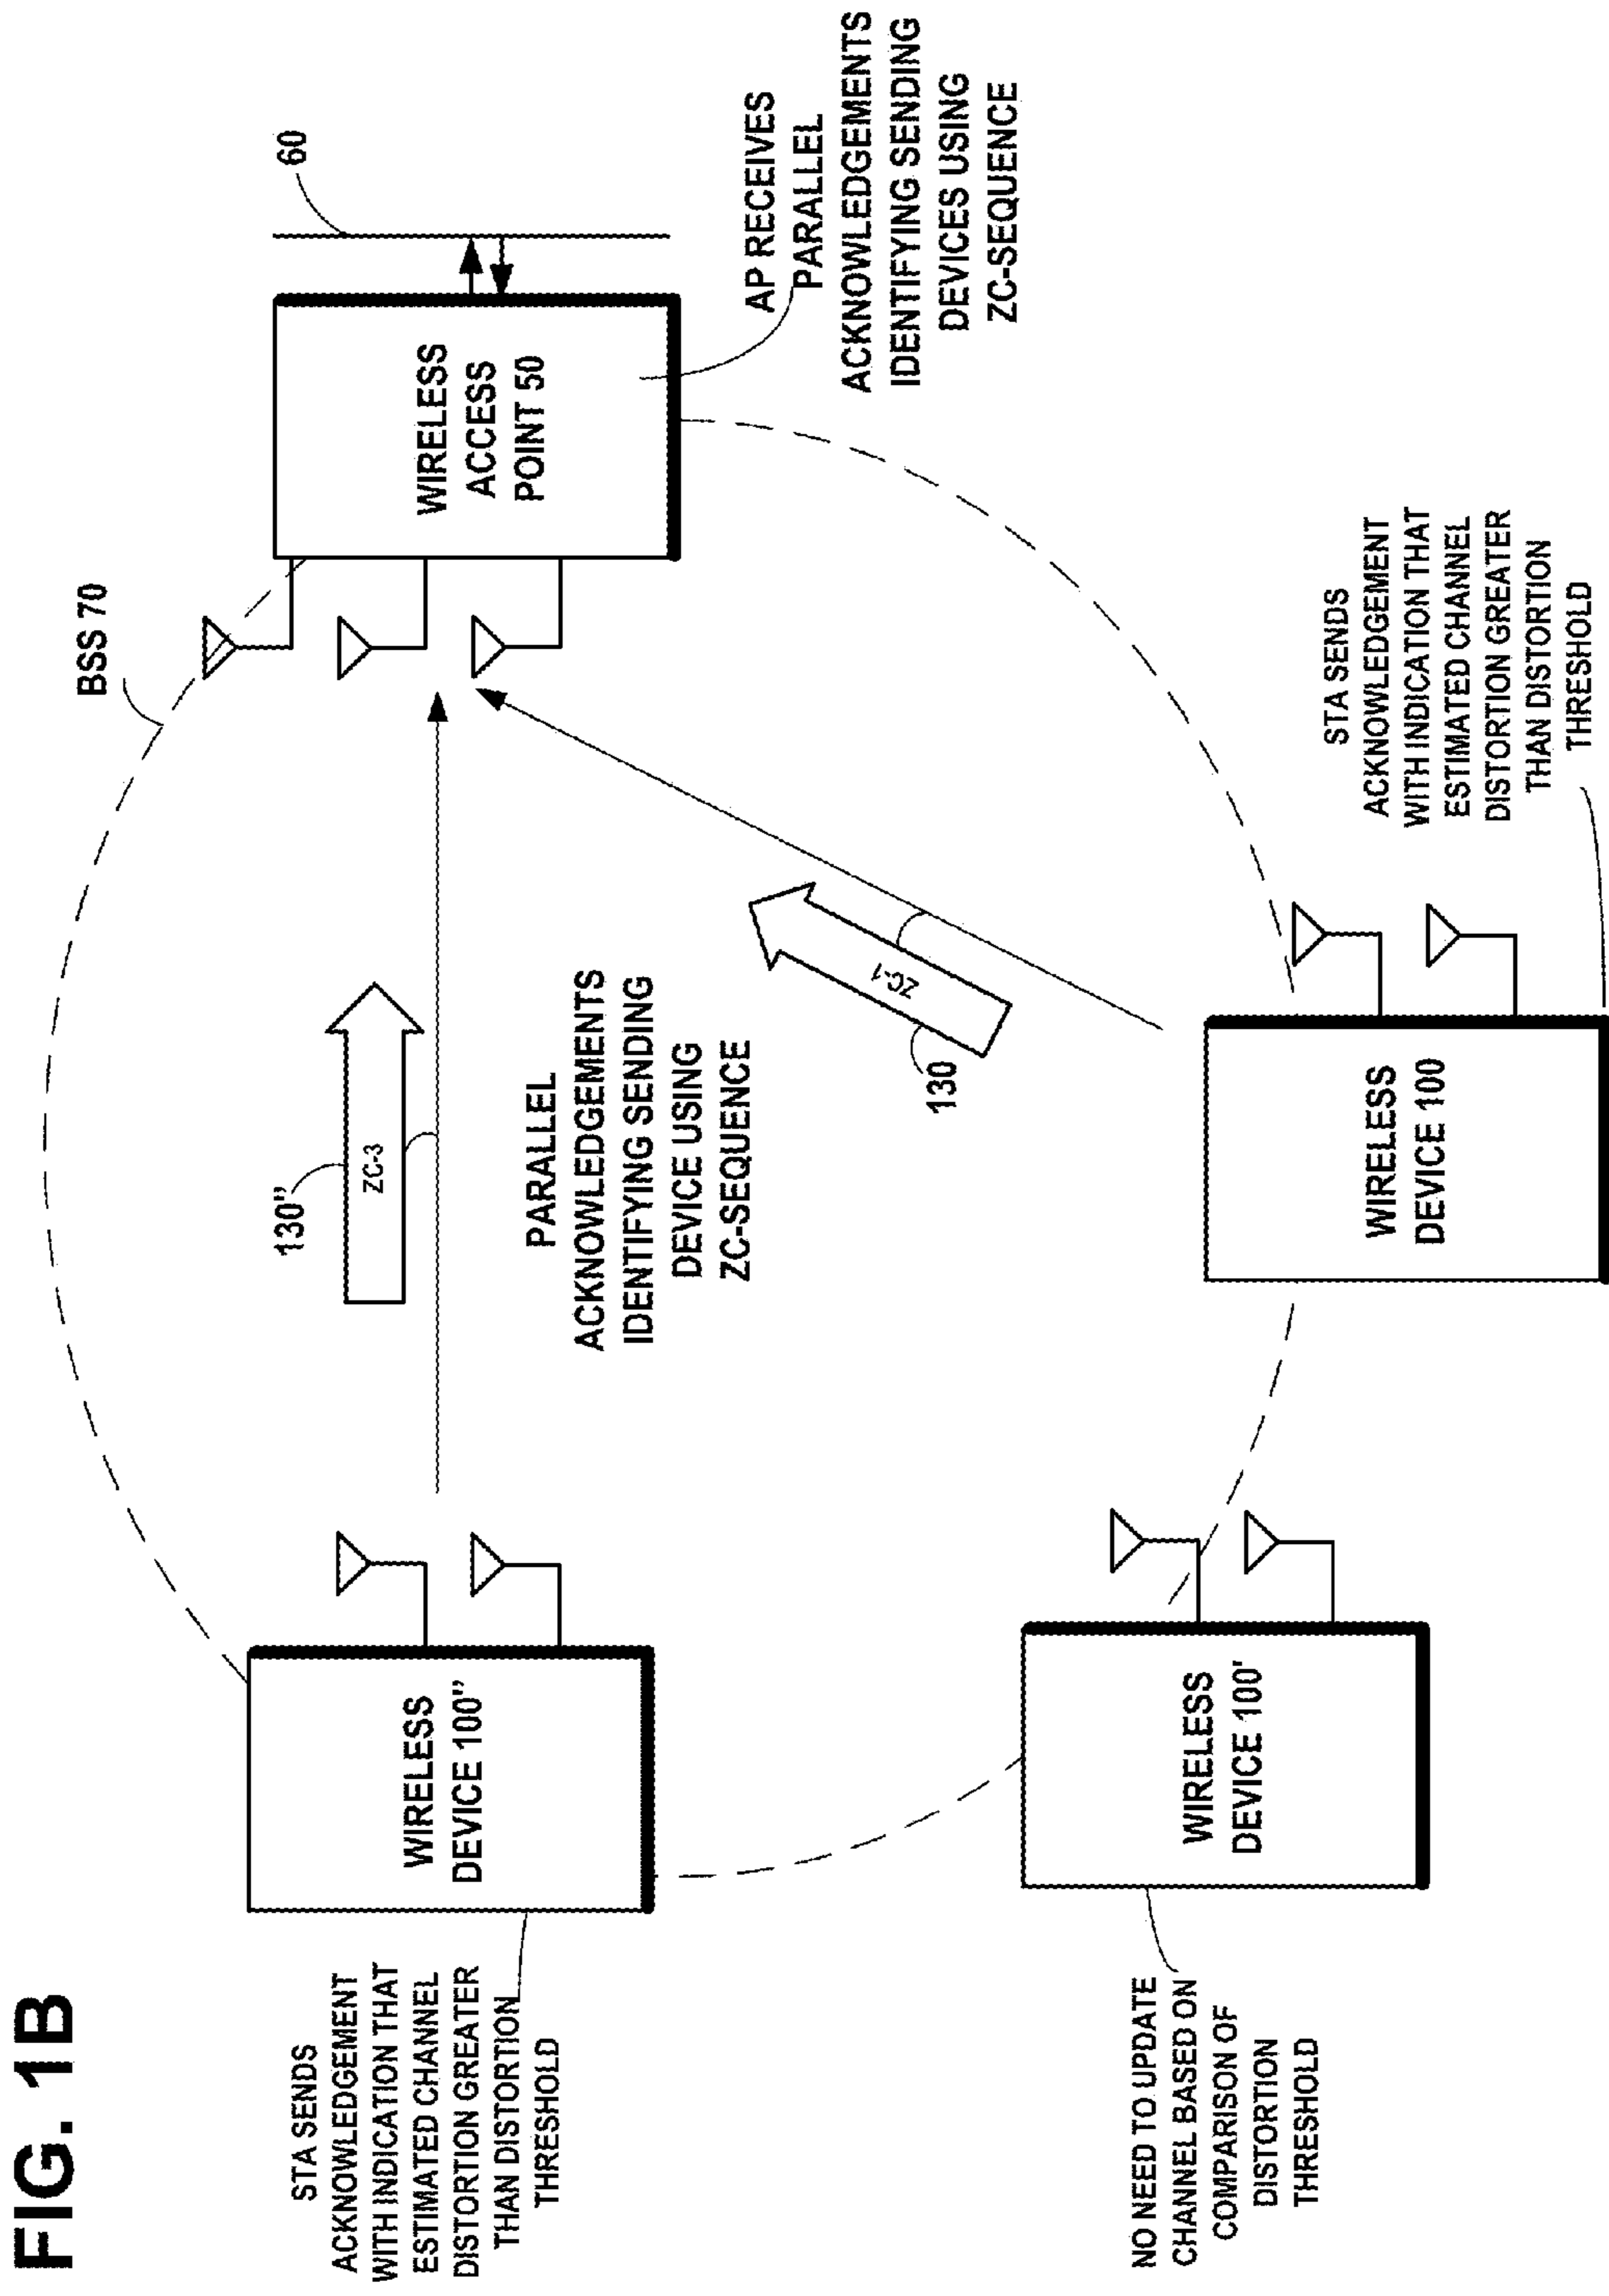 FIG. 1B
BSS 70
60
WIRELESS
ACCESS
POINT 50
AP RECEIVES
PARALLEL
ACKNOWLEDGEMENTS
IDENTIFYING SENDING
DEVICES USING
ZC-SEQUENCE
130"
ZC-3
PARALLEL
ACKNOWLEDGEMENTS
IDENTIFYING SENDING
DEVICE USING
ZC-SEQUENCE
ZC-1
130
WIRELESS
DEVICE 100"
STA SENDS
ACKNOWLEDGEMENT
WITH INDICATION THAT
ESTIMATED CHANNEL
DISTORTION GREATER
THAN DISTORTION
THRESHOLD
WIRELESS
DEVICE 100'
NO NEED TO UPDATE
CHANNEL BASED ON
COMPARISON OF
DISTORTION
THRESHOLD
WIRELESS
DEVICE 100
STA SENDS
ACKNOWLEDGEMENT
WITH INDICATION THAT
ESTIMATED CHANNEL
DISTORTION GREATER
THAN DISTORTION
THRESHOLD